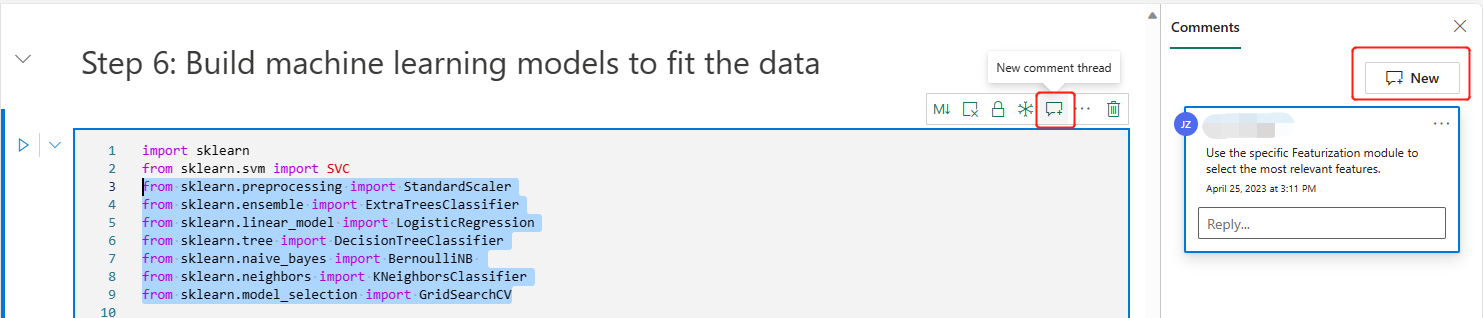 Step 6: Build machine learning models to fit the data
New comment thread
M↓
1 import sklearn
2 from sklearn.svm import SVC
3 from sklearn.preprocessing import StandardScaler
4 from sklearn.ensemble import ExtraTreesClassifier
5 from sklearn.linear_model import LogisticRegression
6 from sklearn.tree import DecisionTreeClassifier
7 from sklearn.naive_bayes import BernoulliNB
8 from sklearn.neighbors import KNeighborsClassifier
9 from sklearn.model_selection import GridSearchCV
10
Comments
New
JZ
Use the specific Featurization module to
select the most relevant features.
April 25, 2023 at 3:11 PM
Reply...